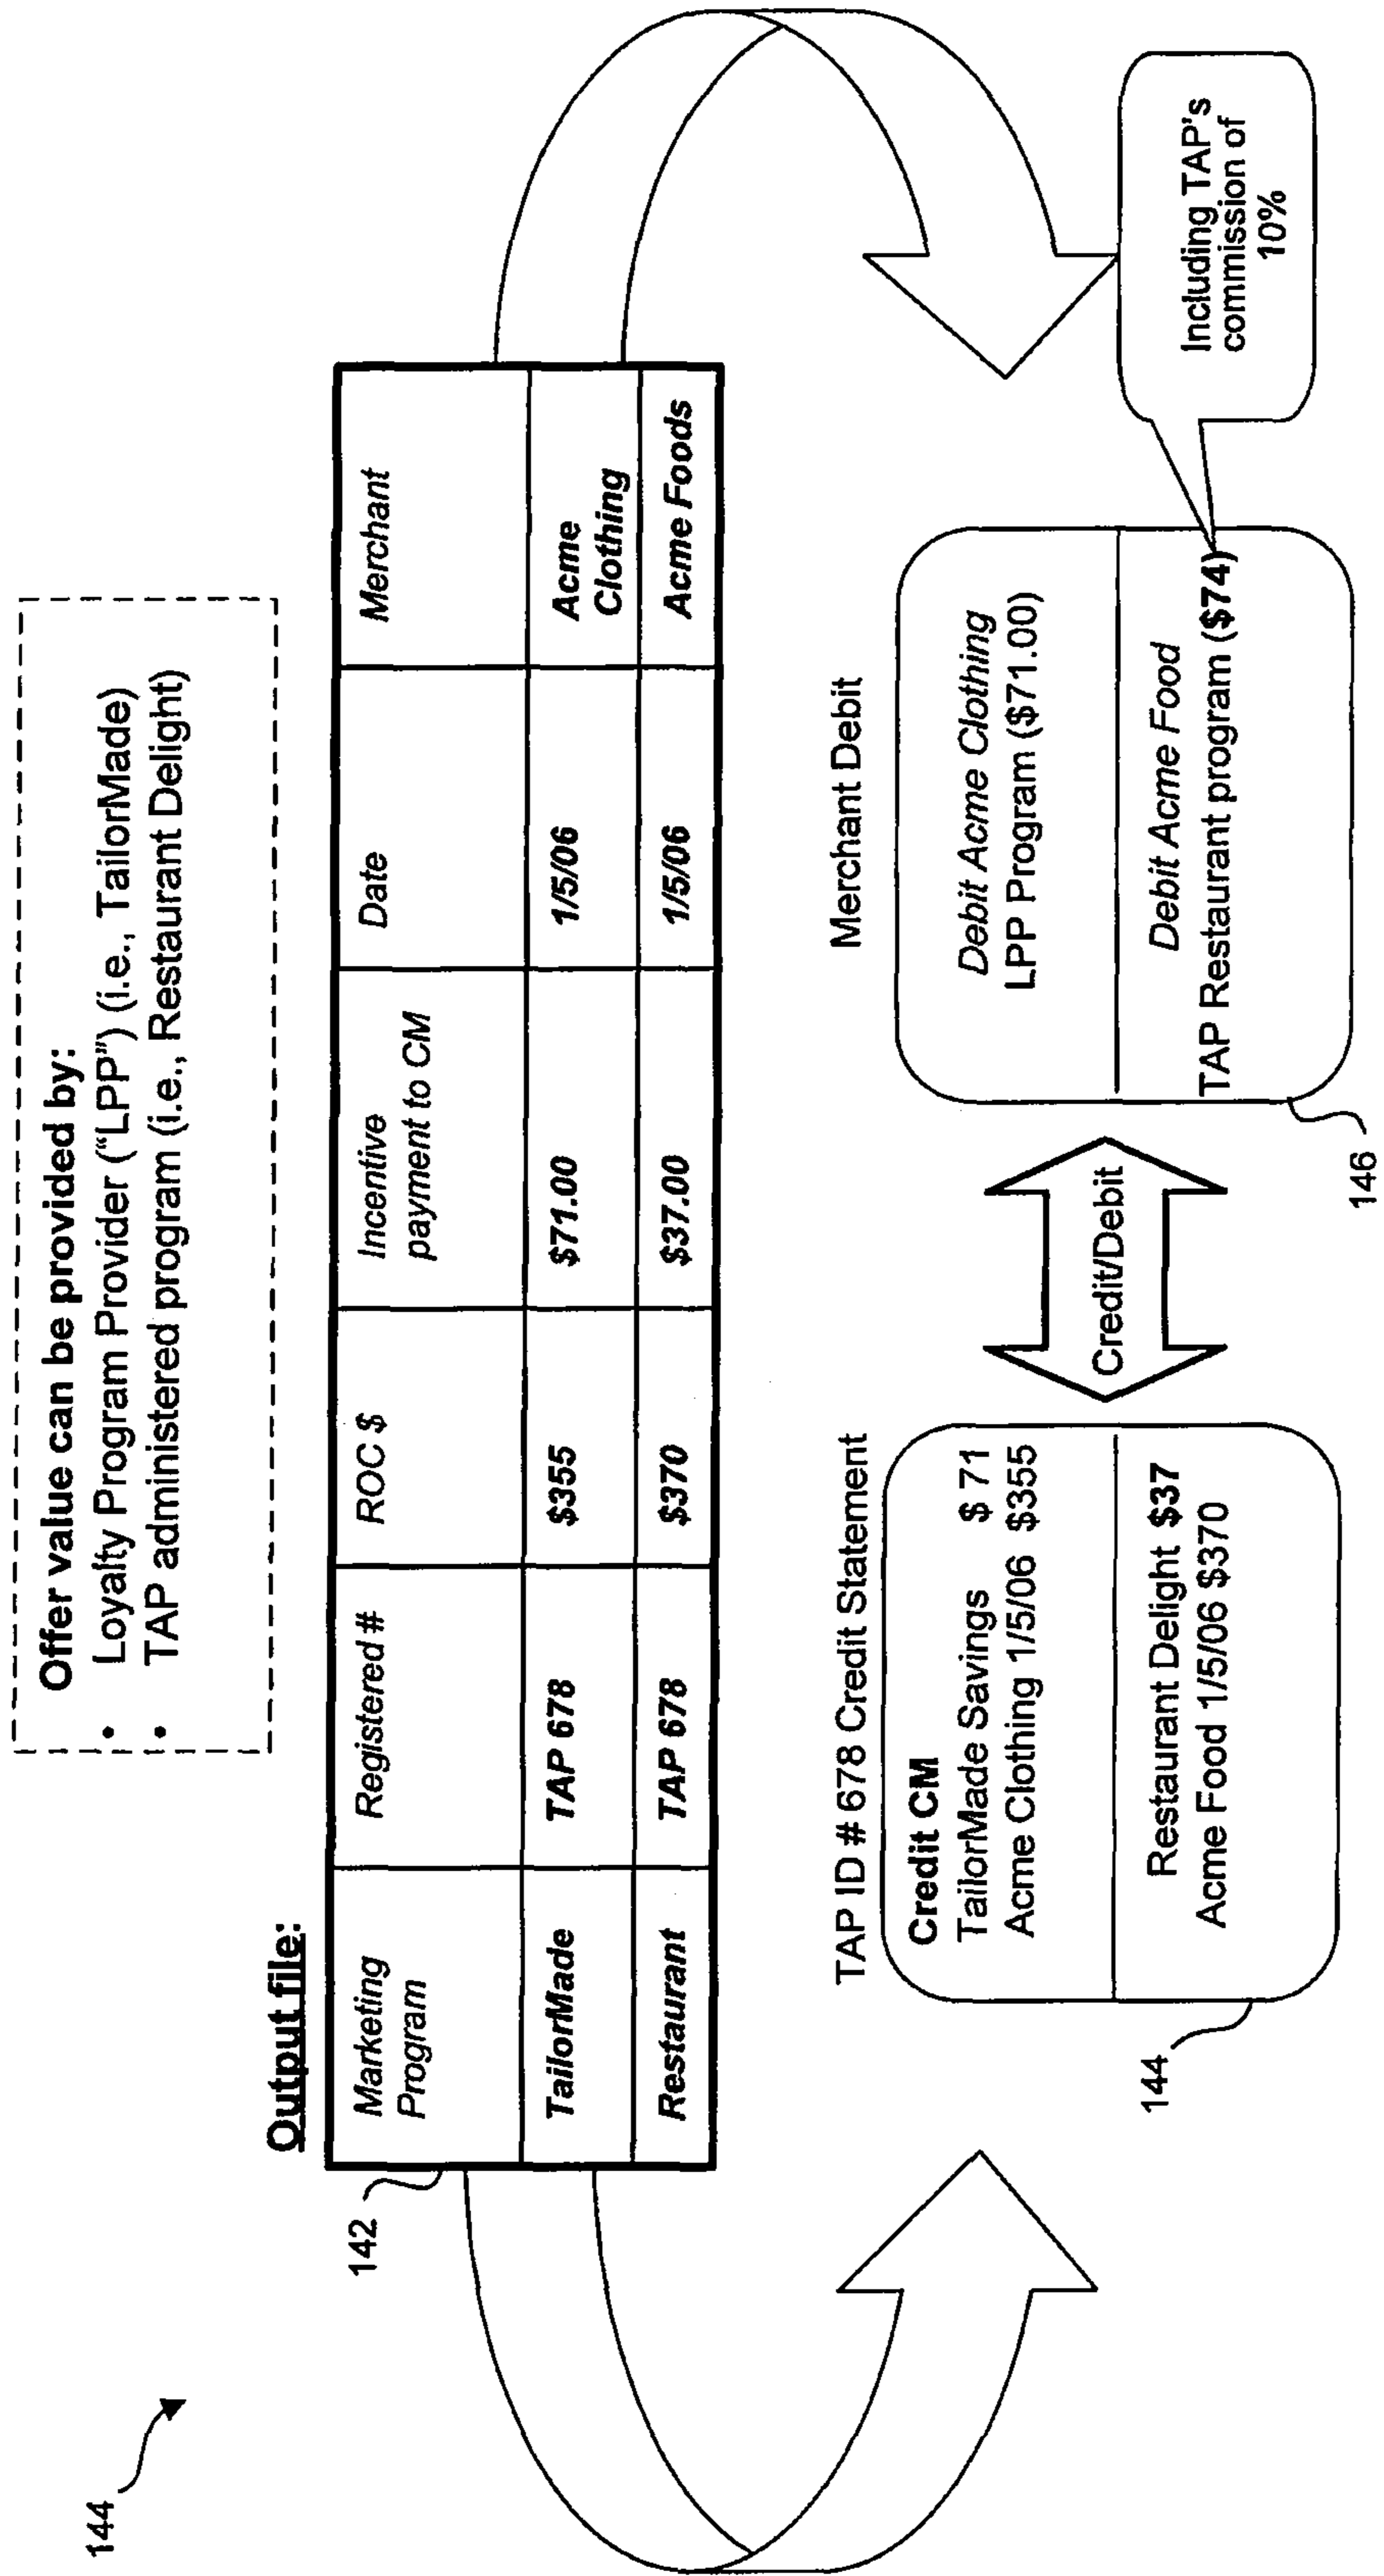 144
Offer value can be provided by:
• Loyalty Program Provider ("LPP") (i.e., TailorMade)
• TAP administered program (i.e., Restaurant Delight)
Output file:
142
Marketing Program
Registered #
ROC $
Incentive payment to CM
Date
Merchant
TailorMade
TAP 678
$355
$71.00
1/5/06
Acme Clothing
Restaurant
TAP 678
$370
$37.00
1/5/06
Acme Foods
TAP ID # 678 Credit Statement
Credit CM
TailorMade Savings $ 71
Acme Clothing 1/5/06 $355
Restaurant Delight $37
Acme Food 1/5/06 $370
144
Credit/Debit
Merchant Debit
Debit Acme Clothing
LPP Program ($71.00)
Debit Acme Food
TAP Restaurant program ($74)
146
Including TAP's
commission of
10%